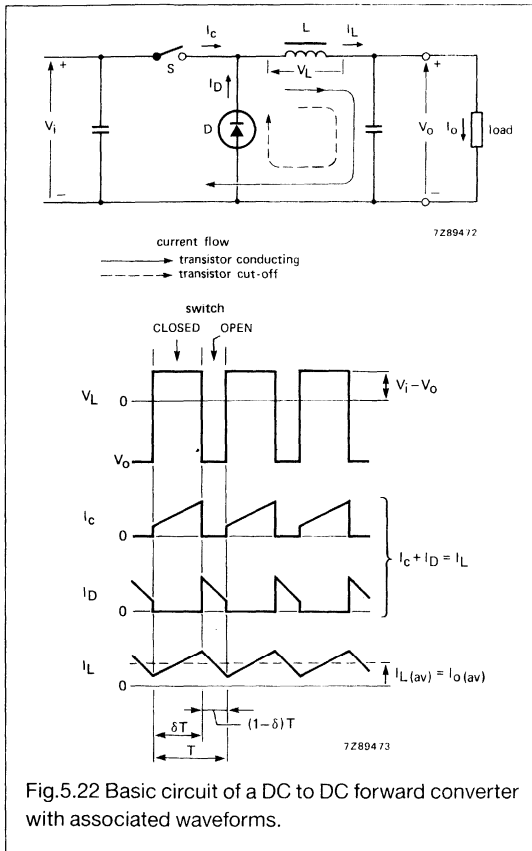 I_c L I_L
+ S I_D V_L +
V_i D V_o I_o load
− −
7Z89472
current flow
transistor conducting
transistor cut-off
switch
CLOSED OPEN
V_L 0 V_i−V_o
V_o
I_c
0
I_c + I_D = I_L
I_D
0
I_L
I_L(av) = I_o(av)
0
δT (1−δ)T
T
7Z89473
Fig.5.22 Basic circuit of a DC to DC forward converter
with associated waveforms.